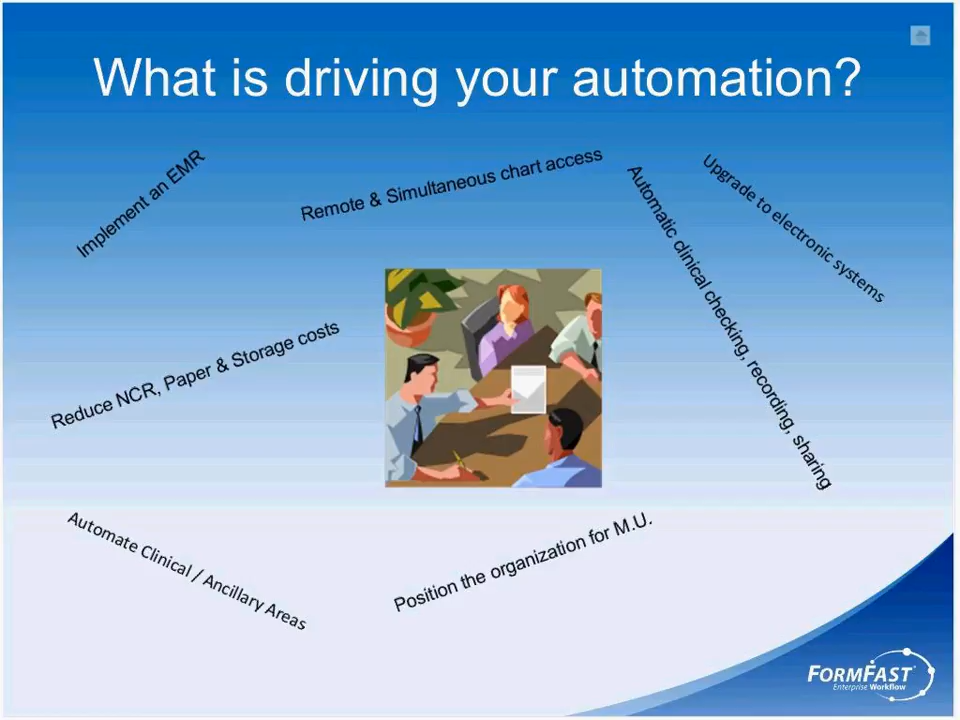 What is driving your automation?
Implement an EMR
Remote & Simultaneous chart access
Upgrade to electronic systems
Automatic clinical checking, recording, sharing
Reduce NCR, Paper & Storage costs
Automate Clinical / Ancillary Areas
Position the organization for M.U.
FORMFAST
Enterprise Workflow